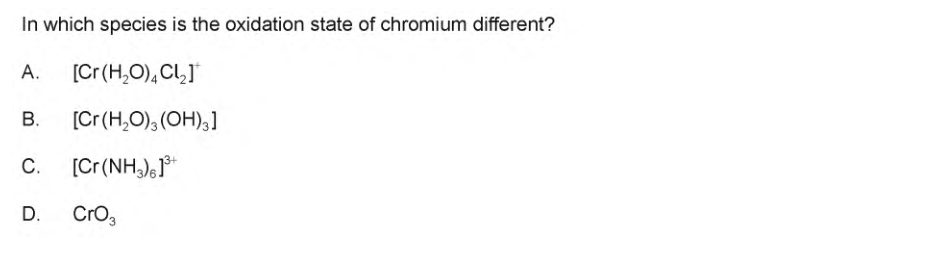 In which species is the oxidation state of chromium different?
A. [Cr(H₂O)₄Cl₂]⁺
B. [Cr(H₂O)₃(OH)₃]
C. [Cr(NH₃)₆]³⁺
D. CrO₃